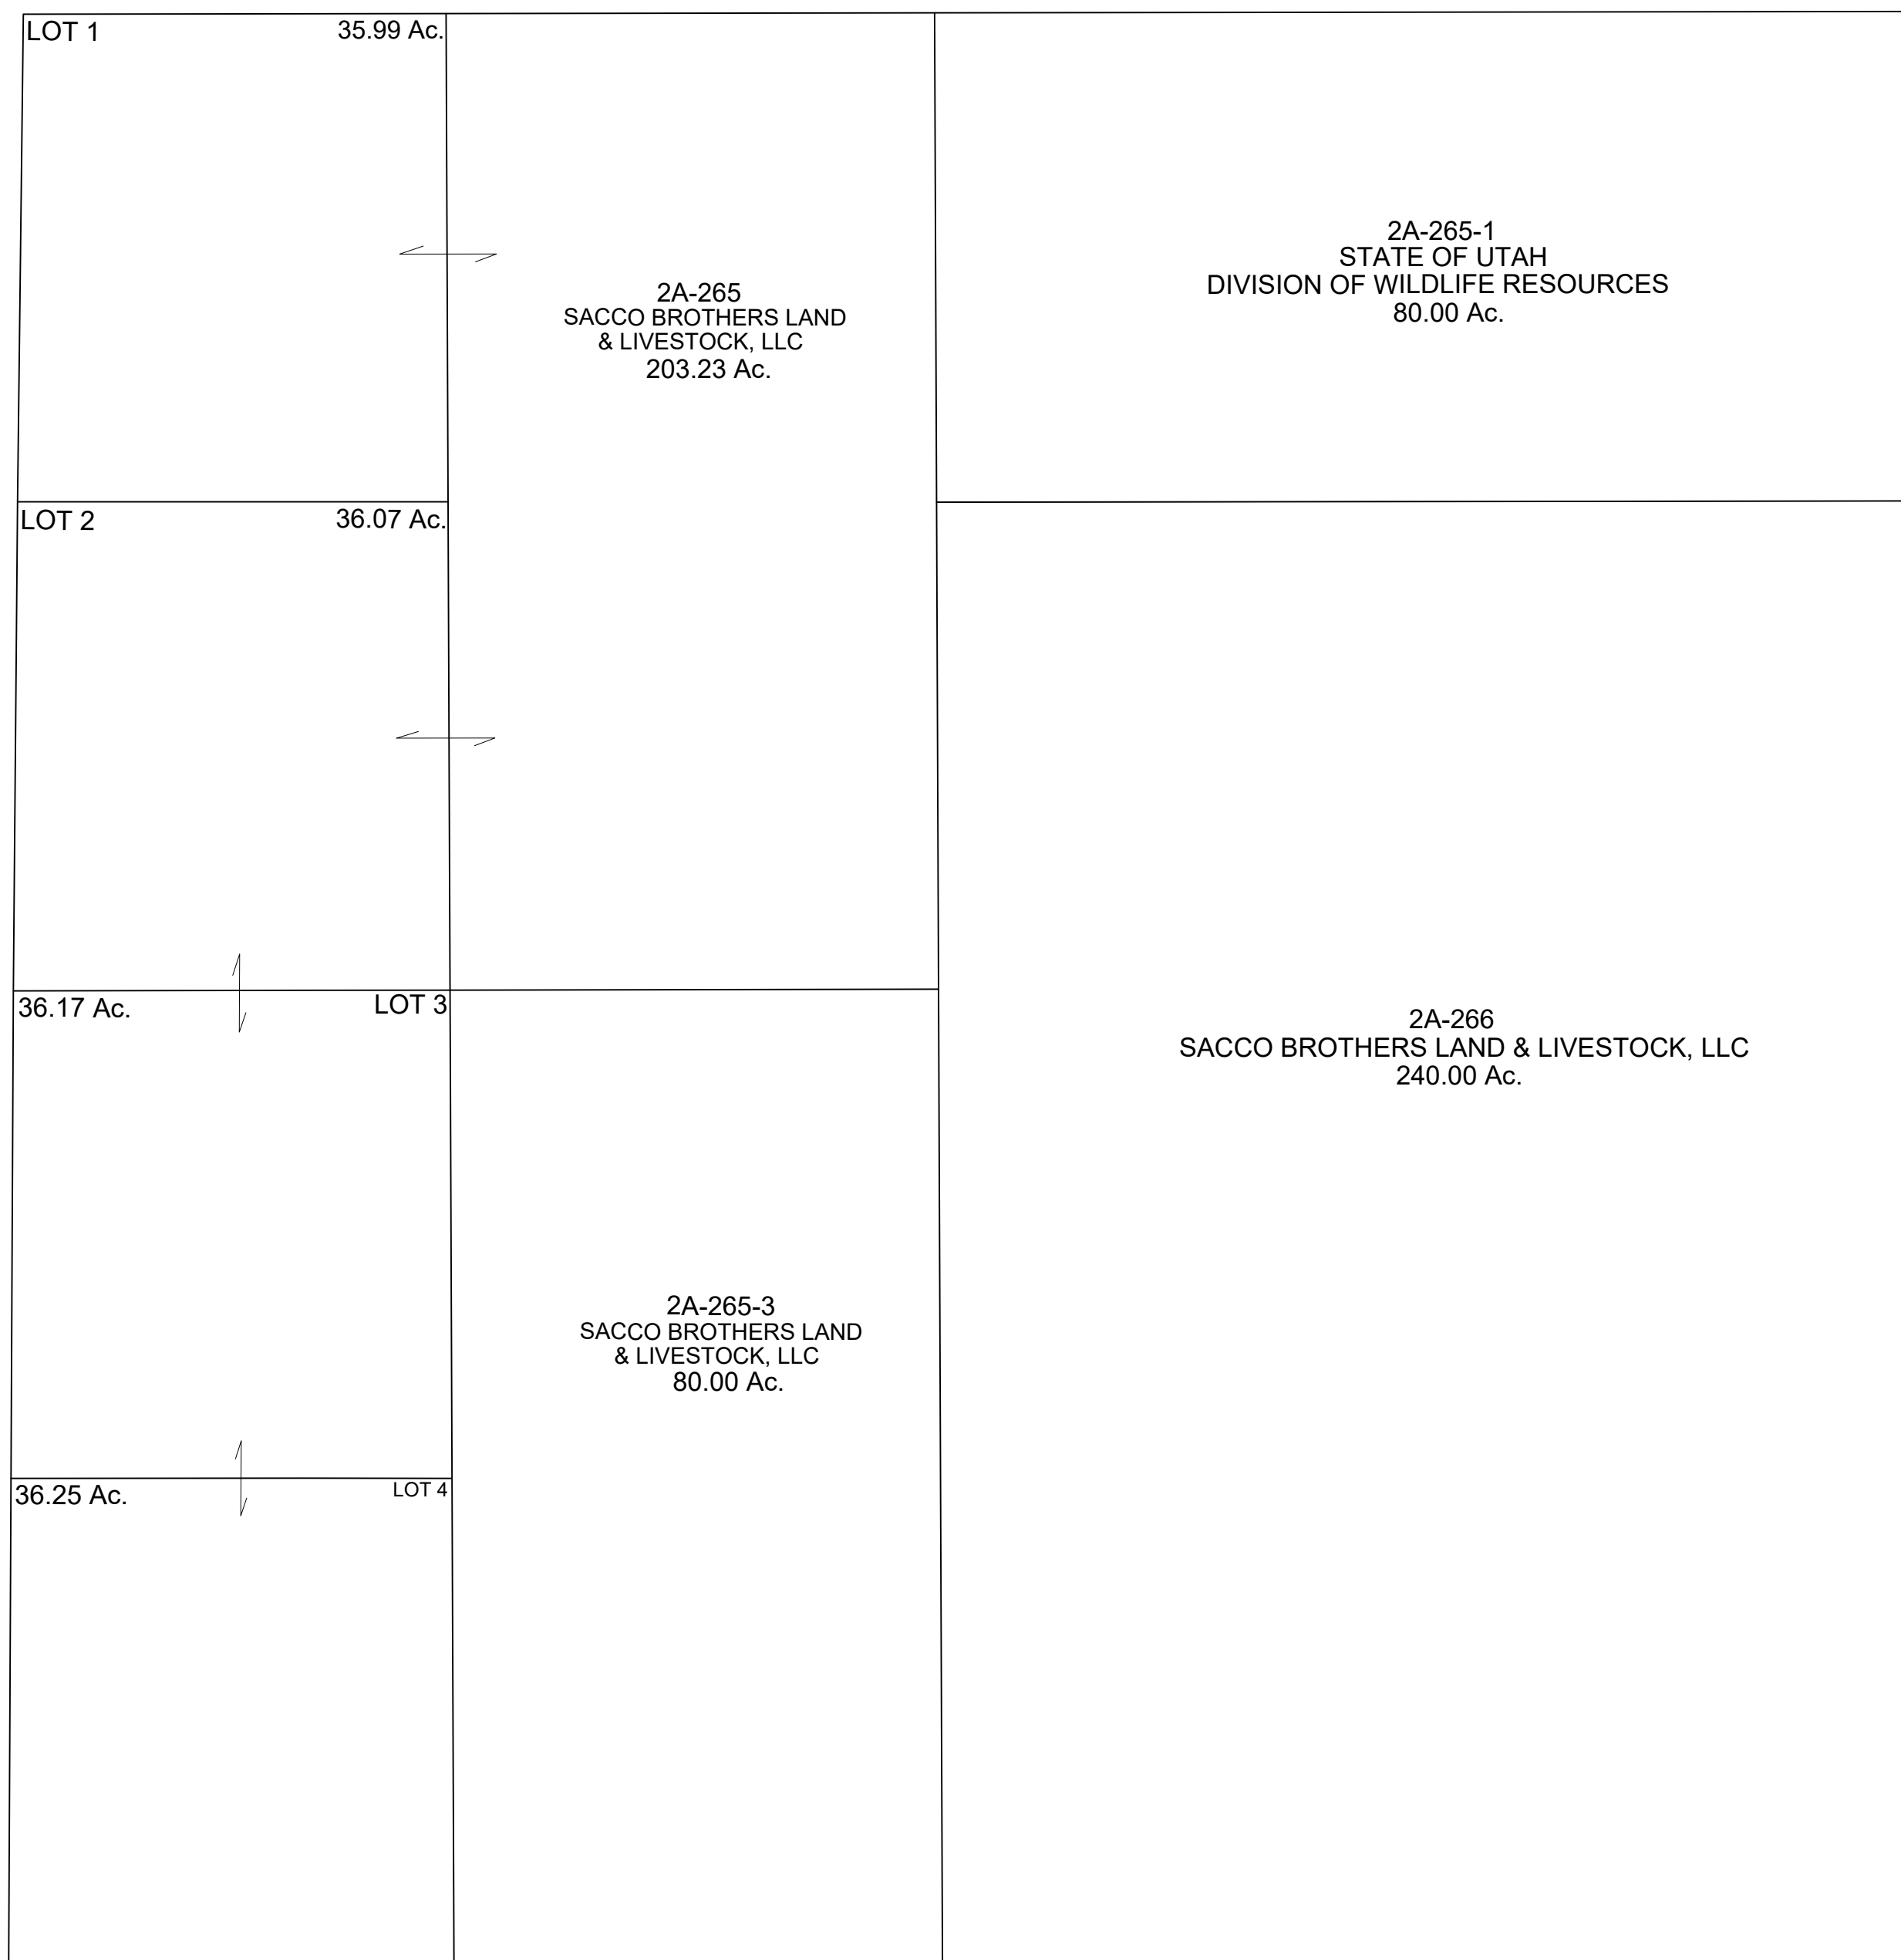 LOT 1
35.99 Ac.
2A-265-1
STATE OF UTAH
DIVISION OF WILDLIFE RESOURCES
80.00 Ac.
2A-265
SACCO BROTHERS LAND
& LIVESTOCK, LLC
203.23 Ac.
LOT 2
36.07 Ac.
36.17 Ac.
LOT 3
2A-266
SACCO BROTHERS LAND & LIVESTOCK, LLC
240.00 Ac.
2A-265-3
SACCO BROTHERS LAND
& LIVESTOCK, LLC
80.00 Ac.
36.25 Ac.
LOT 4